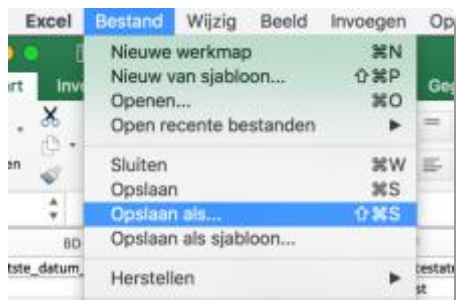 Excel Bestand Wijzig Beeld Invoegen
Nieuwe werkmap ⌘N
Nieuw van sjabloon... ⇧⌘P
Openen... ⌘O
Open recente bestanden ▶
Sluiten ⌘W
Opslaan ⌘S
Opslaan als... ⇧⌘S
Opslaan als sjabloon...
BD
Herstellen ▶